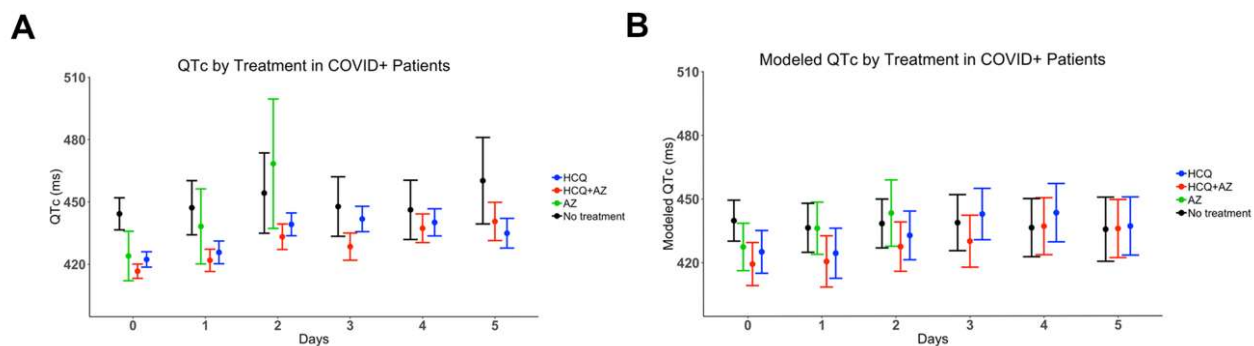 A
QTc by Treatment in COVID+ Patients
510
480
450
420
QTc (ms)
0 1 2 3 4 5
Days
HCQ
HCQ+AZ
AZ
No treatment
B
Modeled QTc by Treatment in COVID+ Patients
510
480
450
420
Modeled QTc (ms)
0 1 2 3 4 5
Days
HCQ
HCQ+AZ
AZ
No treatment